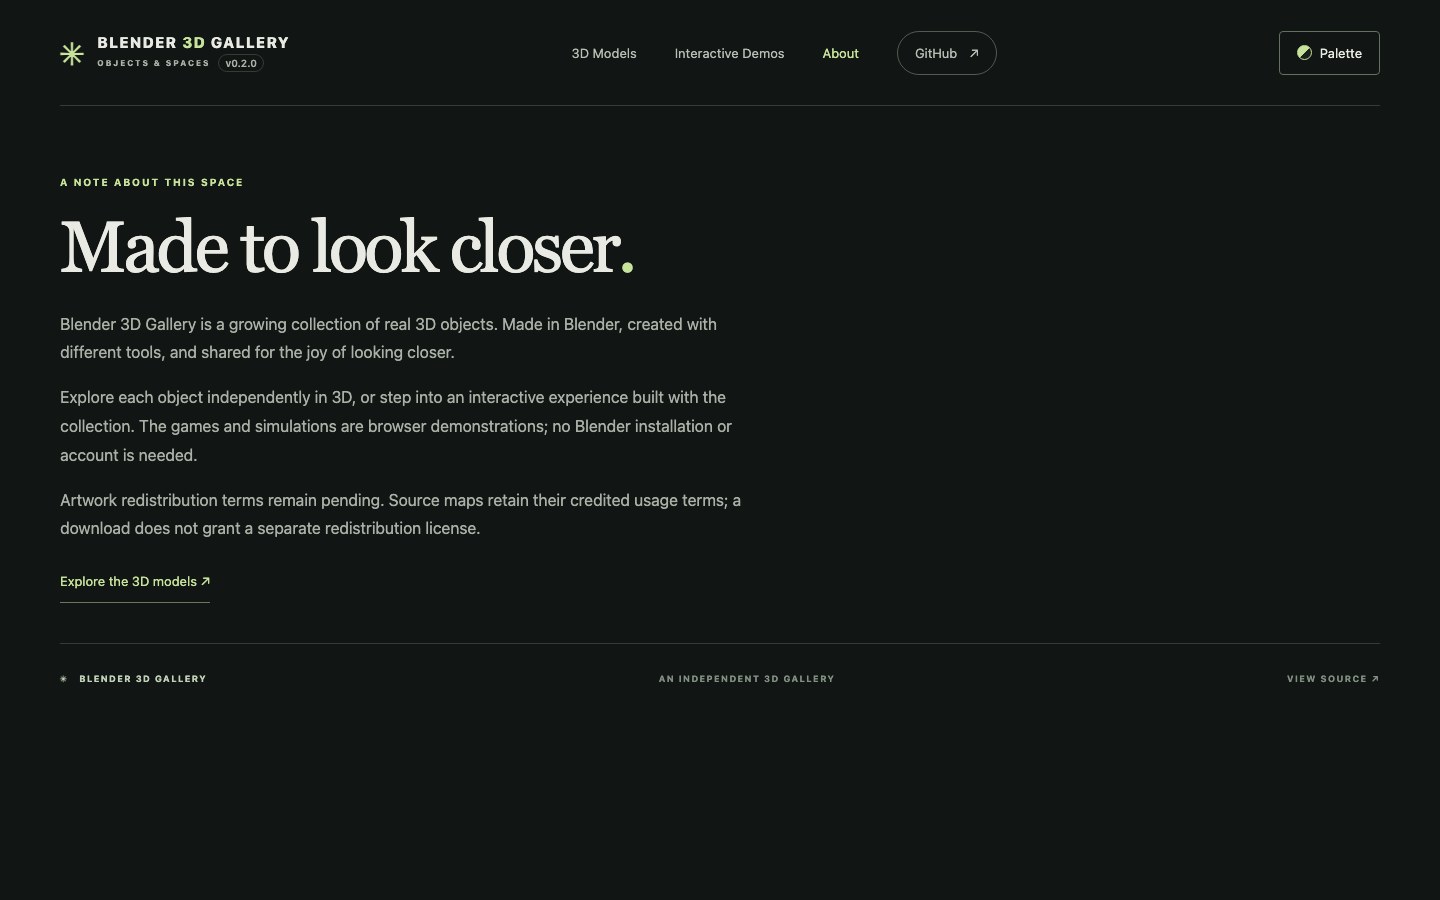 BLENDER 3D GALLERY
OBJECTS & SPACES v0.2.0
3D Models
Interactive Demos
About
GitHub ↗
Palette
A NOTE ABOUT THIS SPACE
Made to look closer.
Blender 3D Gallery is a growing collection of real 3D objects. Made in Blender, created with
different tools, and shared for the joy of looking closer.
Explore each object independently in 3D, or step into an interactive experience built with the
collection. The games and simulations are browser demonstrations; no Blender installation or
account is needed.
Artwork redistribution terms remain pending. Source maps retain their credited usage terms; a
download does not grant a separate redistribution license.
Explore the 3D models ↗
BLENDER 3D GALLERY
AN INDEPENDENT 3D GALLERY
VIEW SOURCE ↗